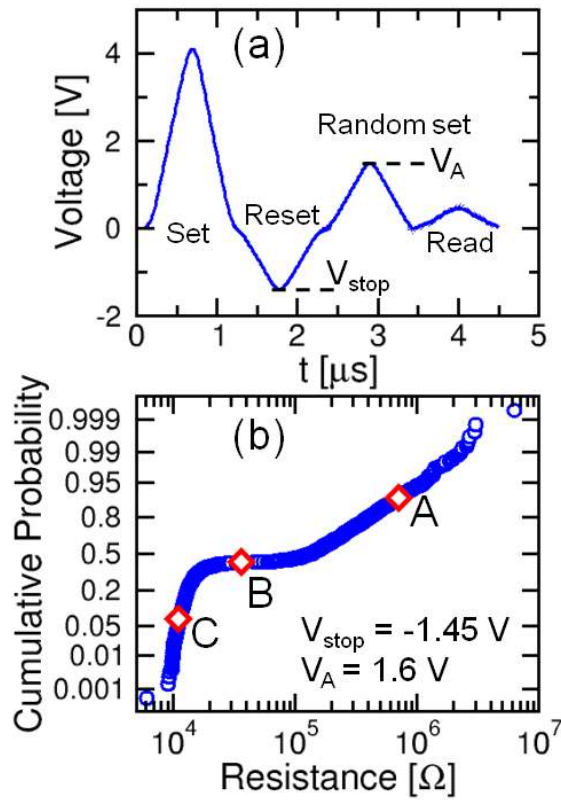 (a)
Voltage [V]
4
2
0
-2
Set
Reset
Random set
Read
V_A
V_stop
0 1 2 3 4 5
t [μs]
(b)
Cumulative Probability
0.999
0.99
0.95
0.8
0.5
0.2
0.05
0.01
0.001
A
B
C
V_stop = -1.45 V
V_A = 1.6 V
10^4 10^5 10^6 10^7
Resistance [Ω]